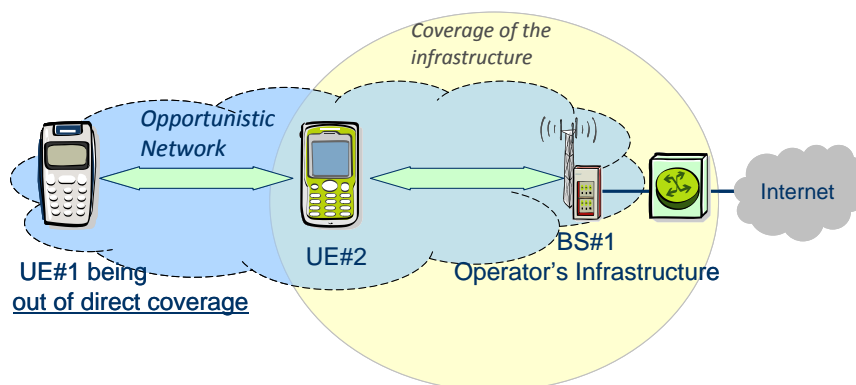 Coverage of the
infrastructure
Opportunistic
Network
Internet
UE#2
BS#1
UE#1 being
out of direct coverage
Operator's Infrastructure